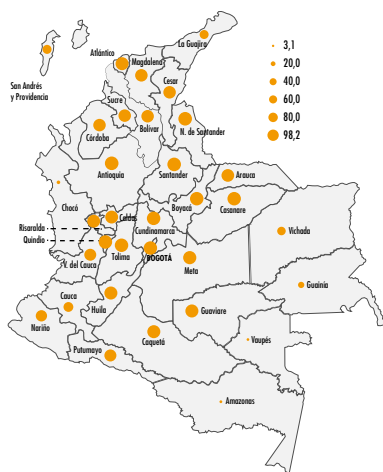 La Guajira
3,1
Atlántico
Magdalena
20,0
Cesar
40,0
San Andrés
y Providencia
60,0
Sucre
80,0
Córdoba
Bolívar
N. de Santander
98,2
Antioquia
Santander
Arauca
Chocó
Boyacá
Casanare
Risaralda
Caldas
Cundinamarca
Vichada
Quindío
V. del Cauca
Tolima
BOGOTÁ
Meta
Guainía
Cauca
Huila
Guaviare
Nariño
Caquetá
Vaupés
Putumayo
Amazonas